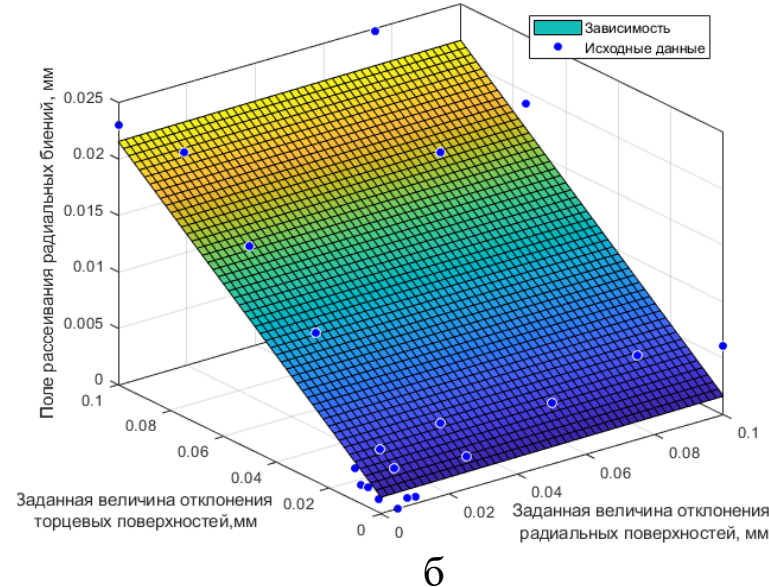 Зависимость
Исходные данные
Поле рассеивания радиальных биений, мм
0.025
0.02
0.015
0.01
0.005
0
0.1
0.08
0.06
0.04
0.02
0
0
0.02
0.04
0.06
0.08
0.1
Заданная величина отклонения
торцевых поверхностей,мм
Заданная величина отклонения
радиальных поверхностей, мм
б